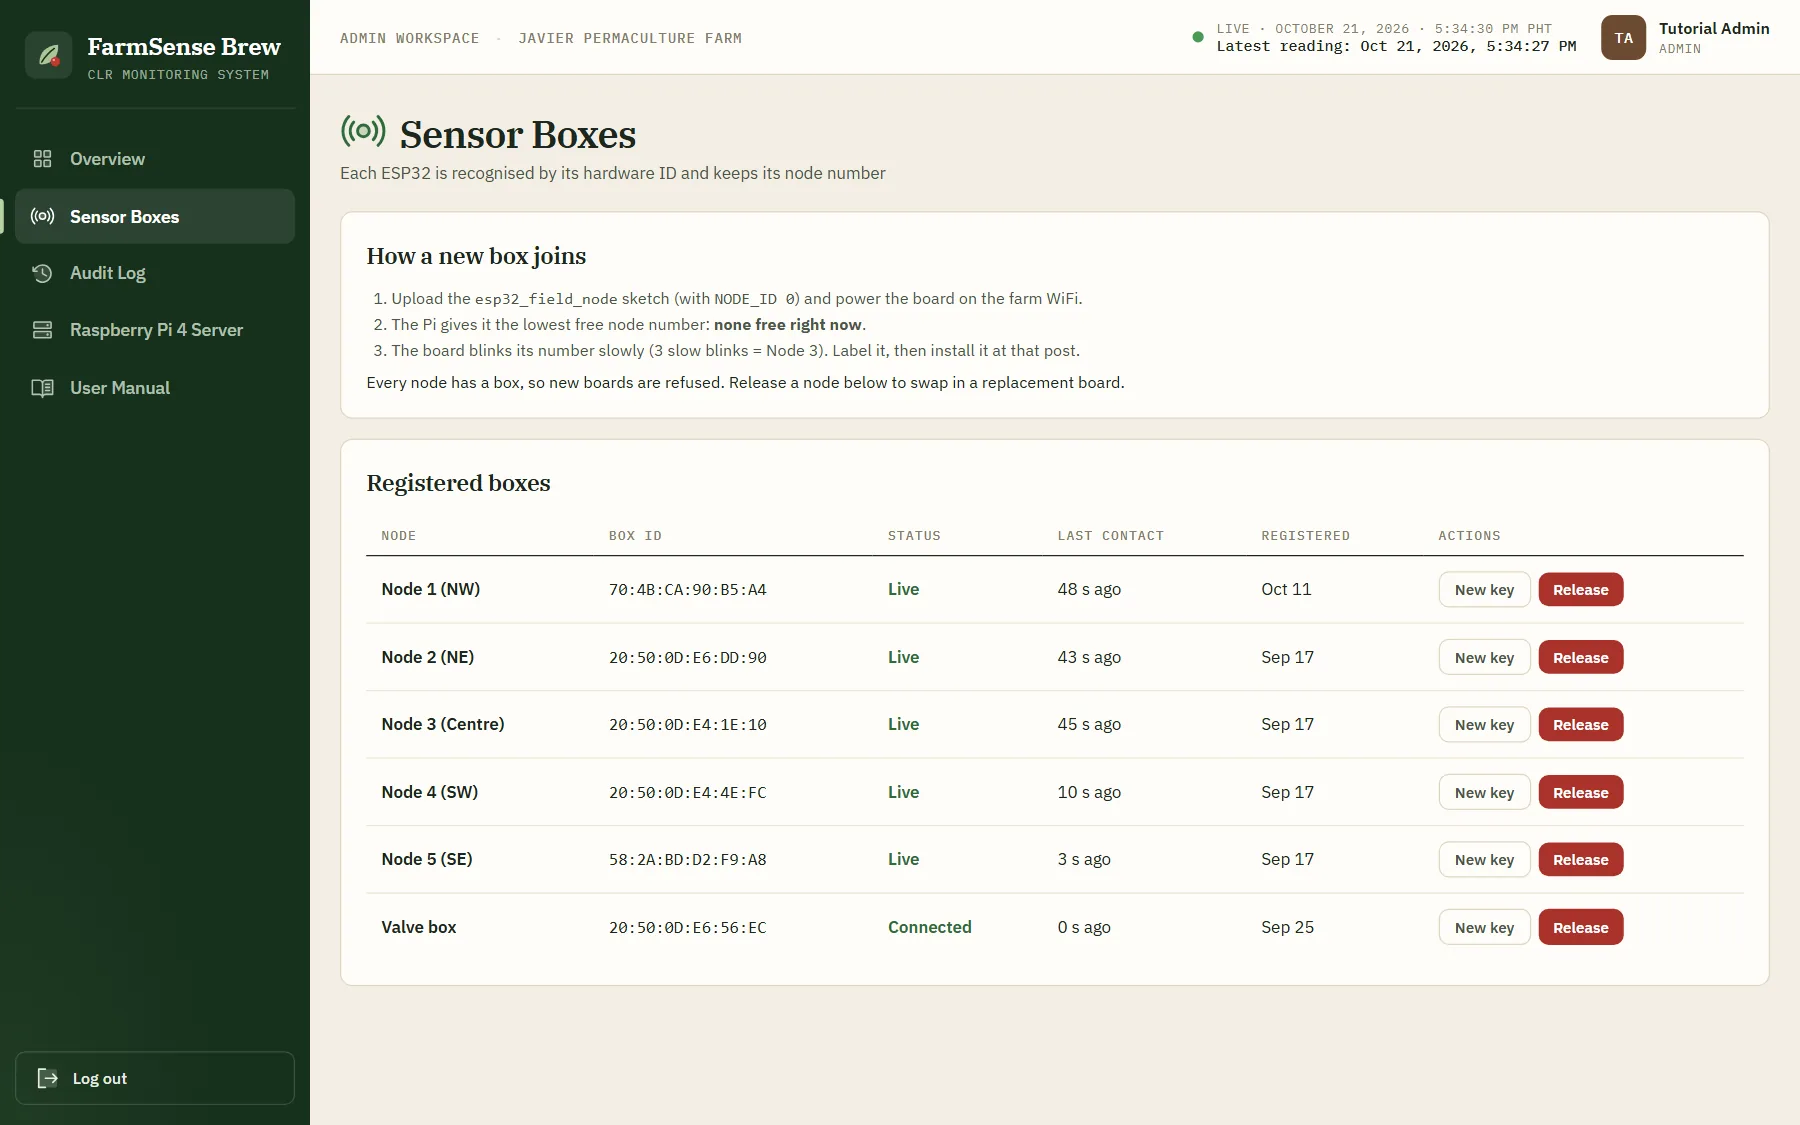 FarmSense Brew
CLR MONITORING SYSTEM
Overview
Sensor Boxes
Audit Log
Raspberry Pi 4 Server
User Manual
Log out
ADMIN WORKSPACE · JAVIER PERMACULTURE FARM
LIVE · OCTOBER 21, 2026 · 5:34:30 PM PHT
Latest reading: Oct 21, 2026, 5:34:27 PM
TA
Tutorial Admin
ADMIN
Sensor Boxes
Each ESP32 is recognised by its hardware ID and keeps its node number
How a new box joins
1. Upload the esp32_field_node sketch (with NODE_ID 0) and power the board on the farm WiFi.
2. The Pi gives it the lowest free node number: none free right now.
3. The board blinks its number slowly (3 slow blinks = Node 3). Label it, then install it at that post.
Every node has a box, so new boards are refused. Release a node below to swap in a replacement board.
Registered boxes
NODE BOX ID STATUS LAST CONTACT REGISTERED ACTIONS
Node 1 (NW) 70:4B:CA:90:B5:A4 Live 48 s ago Oct 11 New key Release
Node 2 (NE) 20:50:0D:E6:DD:90 Live 43 s ago Sep 17 New key Release
Node 3 (Centre) 20:50:0D:E4:1E:10 Live 45 s ago Sep 17 New key Release
Node 4 (SW) 20:50:0D:E4:4E:FC Live 10 s ago Sep 17 New key Release
Node 5 (SE) 58:2A:BD:D2:F9:A8 Live 3 s ago Sep 17 New key Release
Valve box 20:50:0D:E6:56:EC Connected 0 s ago Sep 25 New key Release